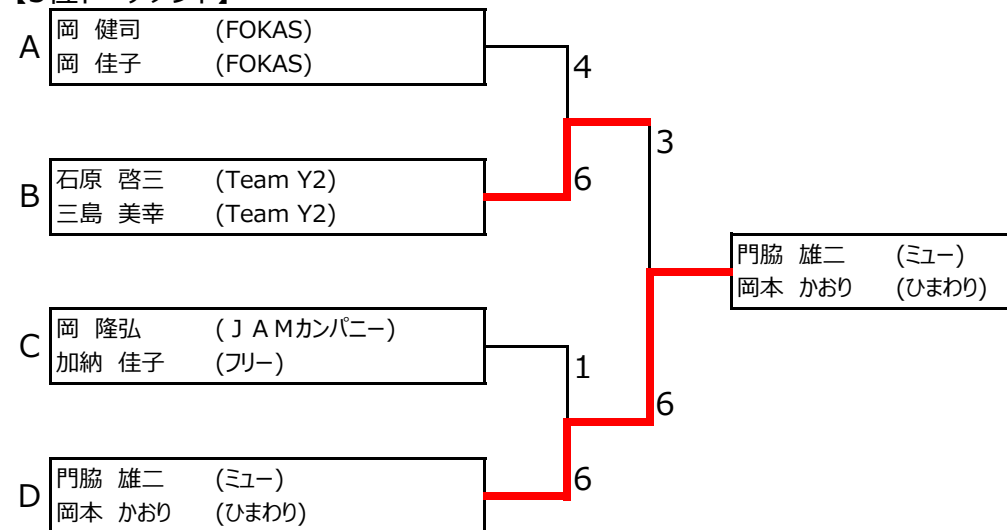 A
岡 健司 (FOKAS)
岡 佳子 (FOKAS)
4
3
B
石原 啓三 (Team Y2)
三島 美幸 (Team Y2)
6
門脇 雄二 (ミュー)
岡本 かおり (ひまわり)
C
岡 隆弘 (ＪＡＭカンパニー)
加納 佳子 (フリー)
1
6
D
門脇 雄二 (ミュー)
岡本 かおり (ひまわり)
6